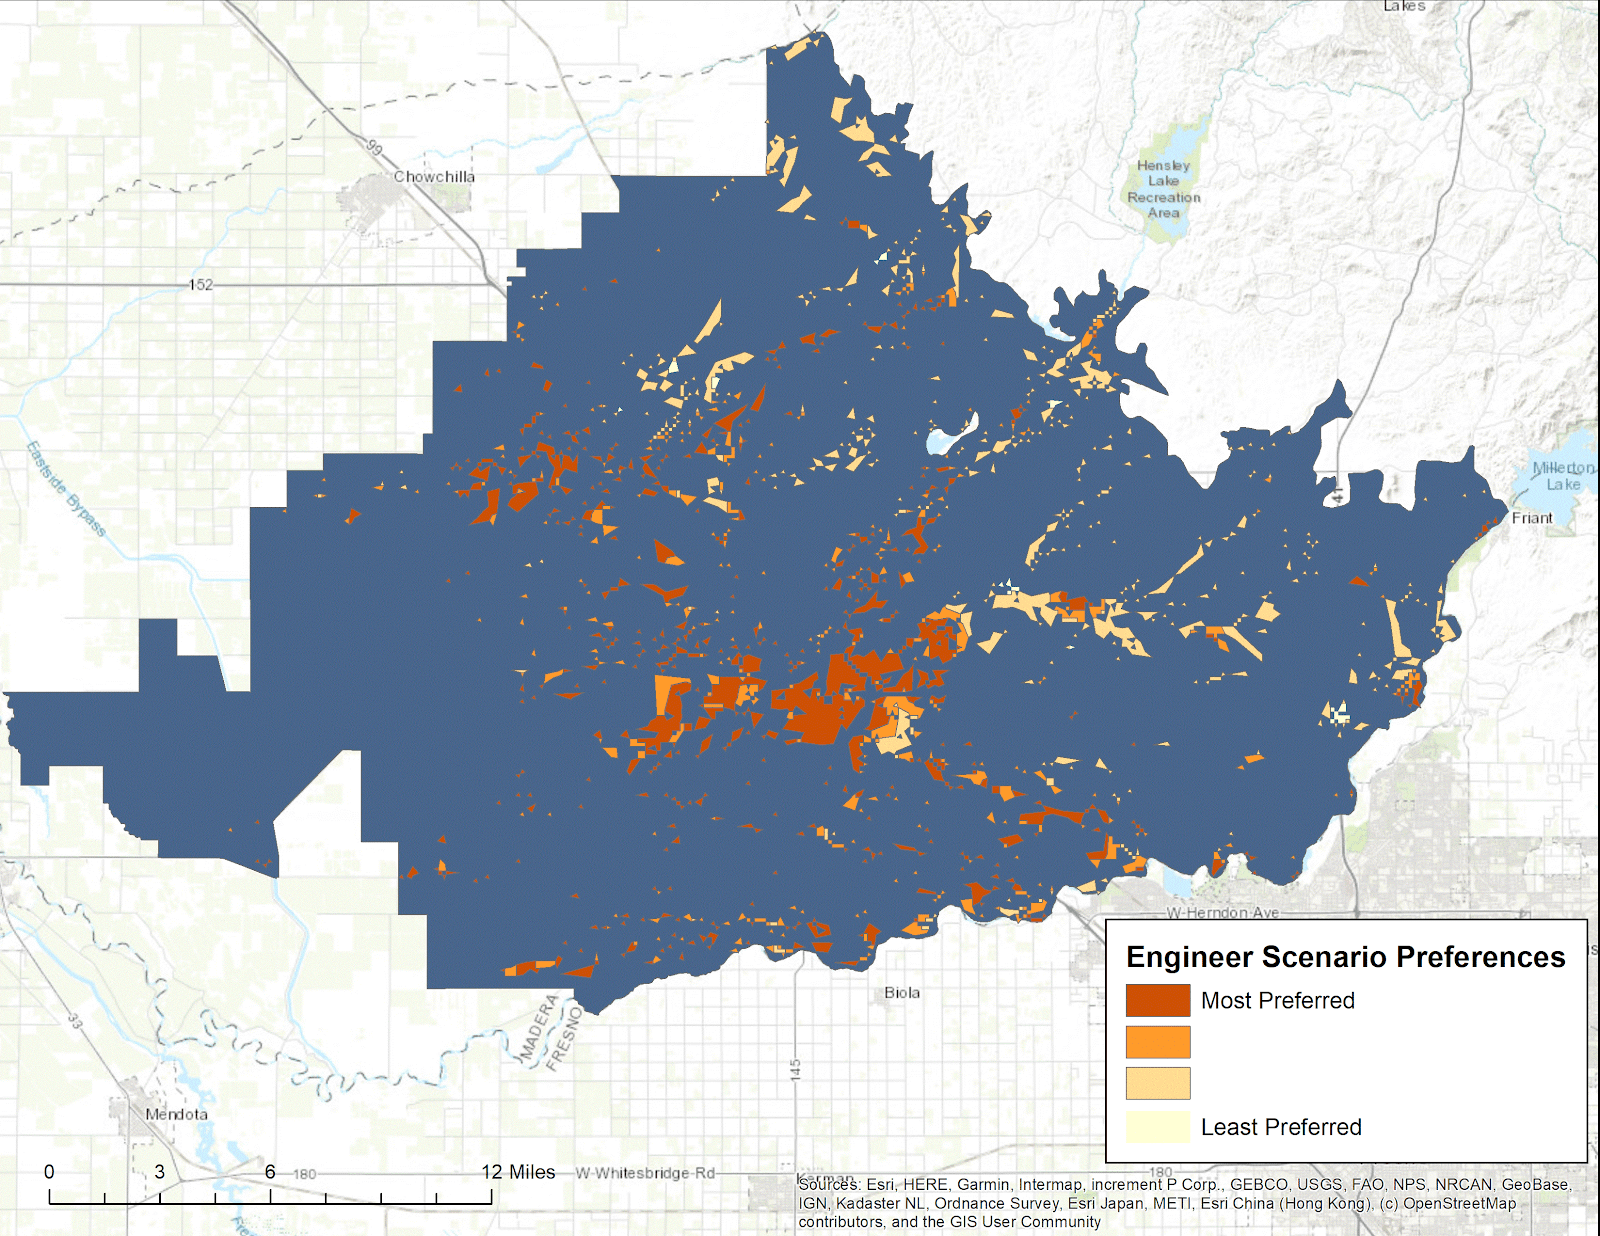 Lakes
99
Chowchilla
Hensley
Lake
Recreation
Area
152
Eastside Bypass
41
Millerton
Lake
Friant
W-Herndon-Ave
Biola
MADERA
FRESNO
33
145
Mendota
Engineer Scenario Preferences
Most Preferred
Least Preferred
0 3 6 12 Miles
180
W-Whitesbridge-Rd
Kerman
180
Sources: Esri, HERE, Garmin, Intermap, increment P Corp., GEBCO, USGS, FAO, NPS, NRCAN, GeoBase,
IGN, Kadaster NL, Ordnance Survey, Esri Japan, METI, Esri China (Hong Kong), (c) OpenStreetMap
contributors, and the GIS User Community